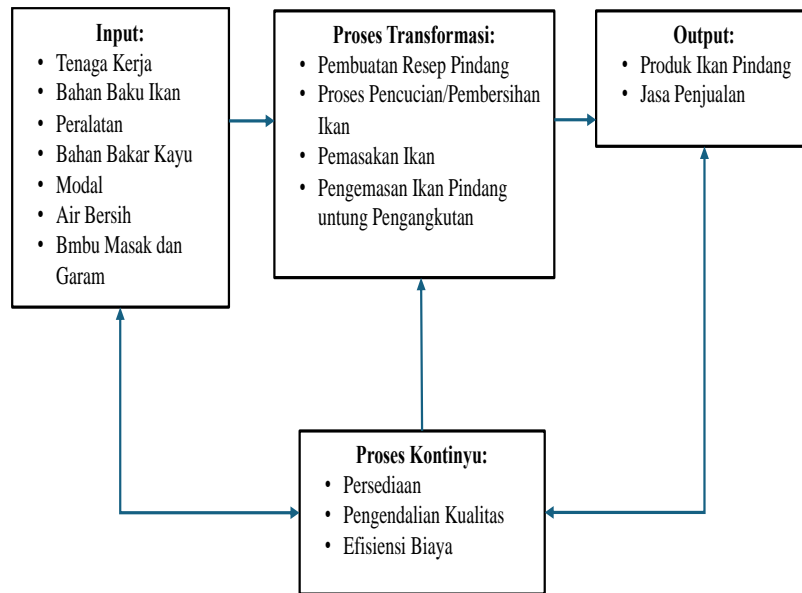 Input:
• Tenaga Kerja
• Bahan Baku Ikan
• Peralatan
• Bahan Bakar Kayu
• Modal
• Air Bersih
• Bmbu Masak dan
Garam
Proses Transformasi:
• Pembuatan Resep Pindang
• Proses Pencucian/Pembersihan
Ikan
• Pemasakan Ikan
• Pengemasan Ikan Pindang
untung Pengangkutan
Output:
• Produk Ikan Pindang
• Jasa Penjualan
Proses Kontinyu:
• Persediaan
• Pengendalian Kualitas
• Efisiensi Biaya